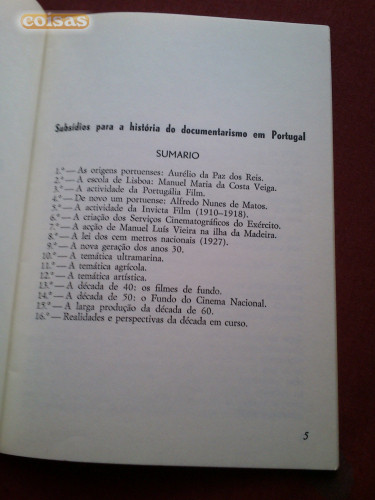 coisas
Subsídios para a história do documentarismo em Portugal
SUMARIO
1.ª — As origens portuenses: Aurélio da Paz dos Reis.
2.ª — A escola de Lisboa: Manuel Maria da Costa Veiga.
3.ª — A actividade da Portugália Film.
4.ª — De novo um portuense: Alfredo Nunes de Matos.
5.ª — A actividade da Invicta Film (1910-1918).
6.ª — A criação dos Serviços Cinematográficos do Exército.
7.ª — A acção de Manuel Luís Vieira na ilha da Madeira.
8.ª — A lei dos cem metros nacionais (1927).
9.ª — A nova geração dos anos 30.
10.ª — A temática ultramarina.
11.ª — A temática agrícola.
12.ª — A temática artística.
13.ª — A década de 40: os filmes de fundo.
14.ª — A década de 50: o Fundo do Cinema Nacional.
15.ª — A larga produção da década de 60.
16.ª — Realidades e perspectivas da década em curso.
5